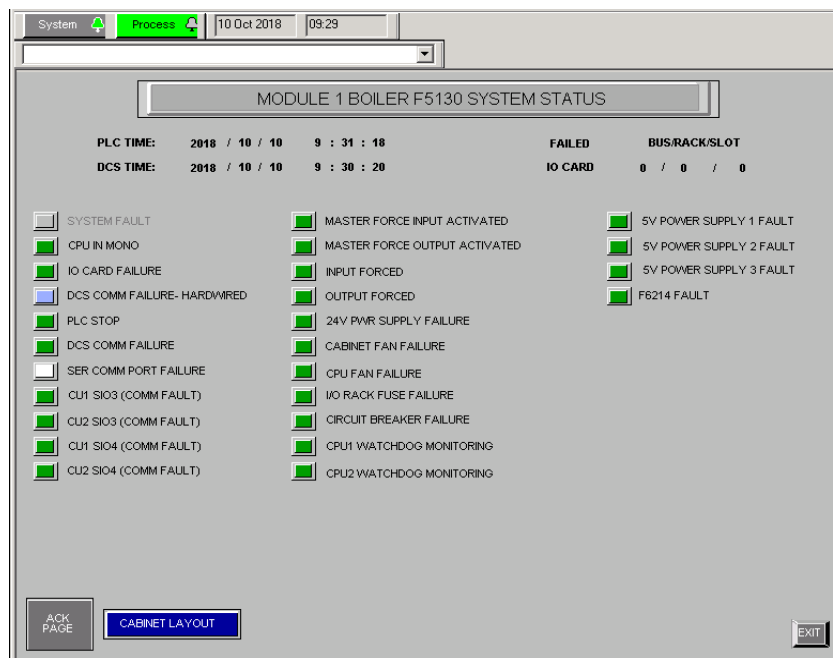 System Process 10 Oct 2018 09:29
MODULE 1 BOILER F5130 SYSTEM STATUS
PLC TIME: 2018 / 10 / 10 9 : 31 : 18 FAILED BUS/RACK/SLOT
DCS TIME: 2018 / 10 / 10 9 : 30 : 20 IO CARD 0 / 0 / 0
SYSTEM FAULT MASTER FORCE INPUT ACTIVATED 5V POWER SUPPLY 1 FAULT
CPU IN MONO MASTER FORCE OUTPUT ACTIVATED 5V POWER SUPPLY 2 FAULT
IO CARD FAILURE INPUT FORCED 5V POWER SUPPLY 3 FAULT
DCS COMM FAILURE- HARDWIRED OUTPUT FORCED F6214 FAULT
PLC STOP 24V PWR SUPPLY FAILURE
DCS COMM FAILURE CABINET FAN FAILURE
SER COMM PORT FAILURE CPU FAN FAILURE
CU1 SIO3 (COMM FAULT) I/O RACK FUSE FAILURE
CU2 SIO3 (COMM FAULT) CIRCUIT BREAKER FAILURE
CU1 SIO4 (COMM FAULT) CPU1 WATCHDOG MONITORING
CU2 SIO4 (COMM FAULT) CPU2 WATCHDOG MONITORING
ACK
PAGE
CABINET LAYOUT
EXIT